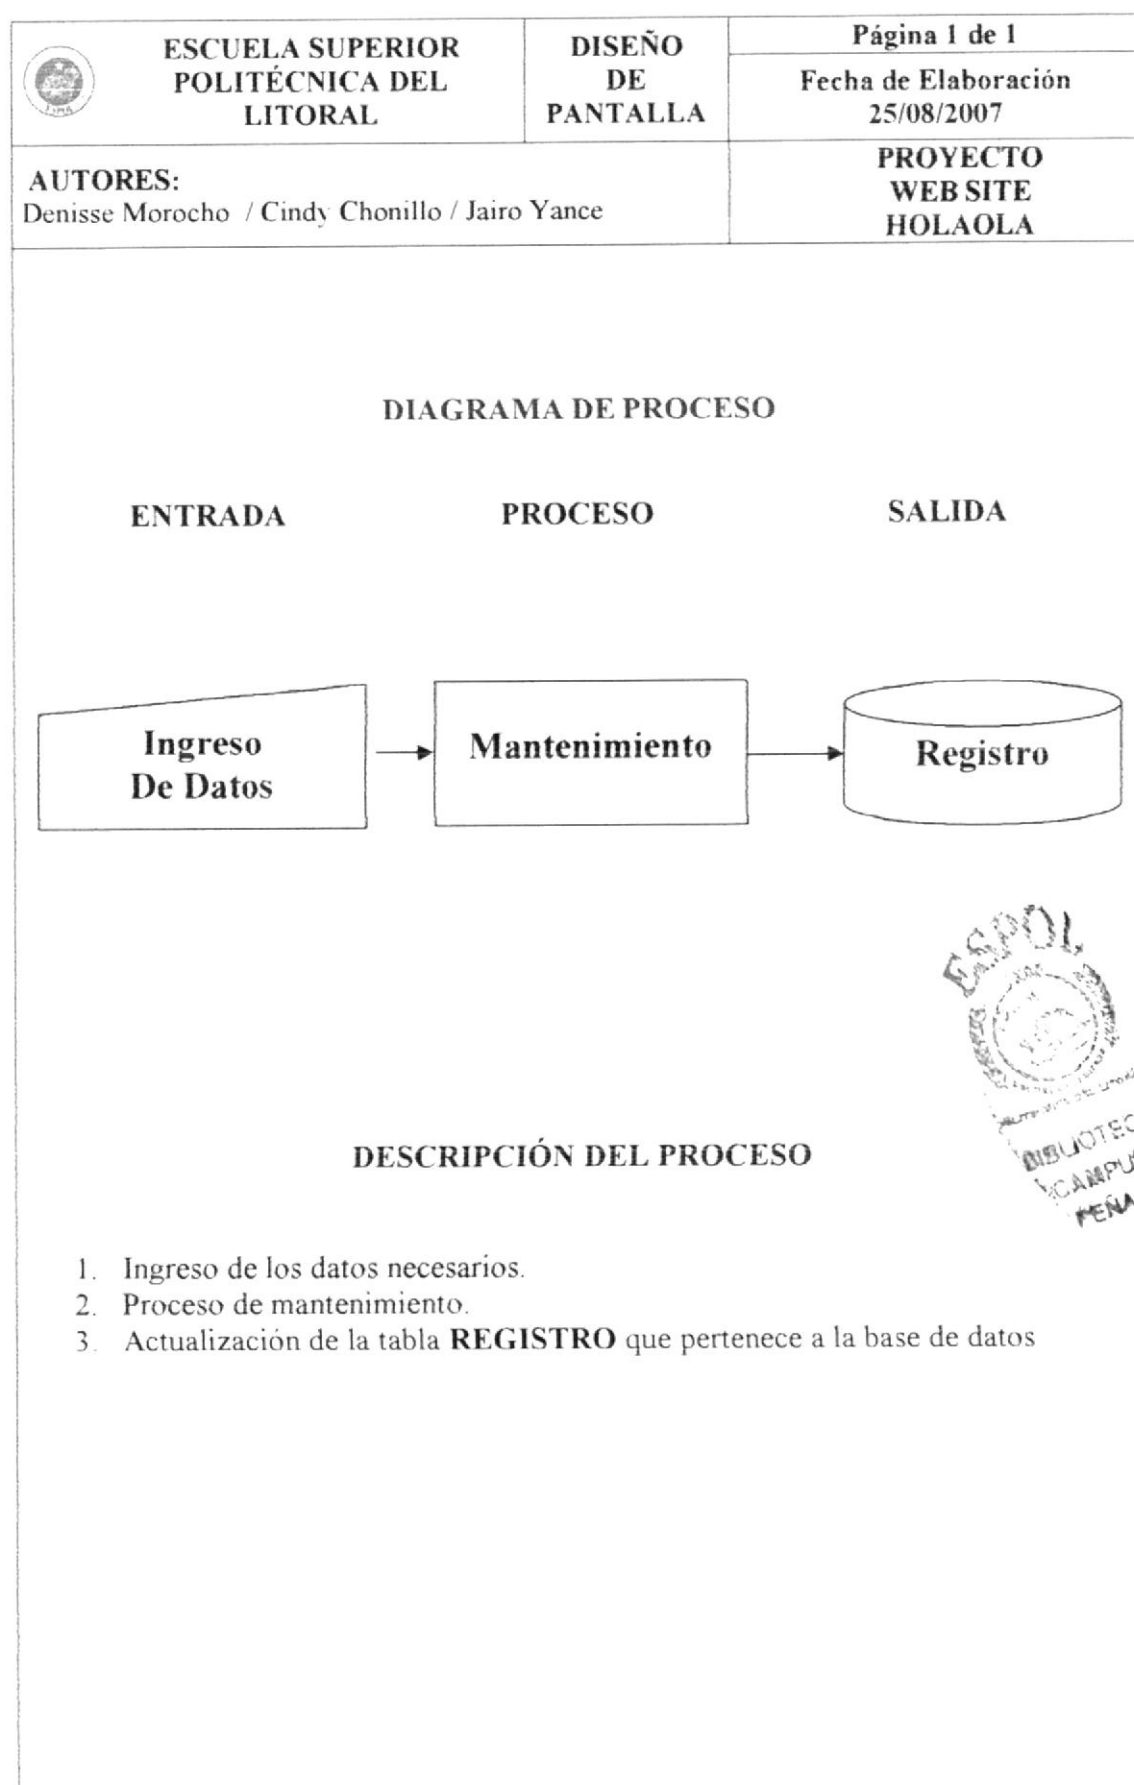 ESCUELA SUPERIOR
POLITÉCNICA DEL
LITORAL
DISEÑO
DE
PANTALLA
Página 1 de 1
Fecha de Elaboración
25/08/2007
AUTORES:
Denisse Morocho / Cindy Chonillo / Jairo Yance
PROYECTO
WEB SITE
HOLAOLA
DIAGRAMA DE PROCESO
ENTRADA
PROCESO
SALIDA
Ingreso
De Datos
Mantenimiento
Registro
ESPOL
BIBLIOTEC
CAMPUS
PEÑA
DESCRIPCIÓN DEL PROCESO
1. Ingreso de los datos necesarios.
2. Proceso de mantenimiento.
3. Actualización de la tabla REGISTRO que pertenece a la base de datos